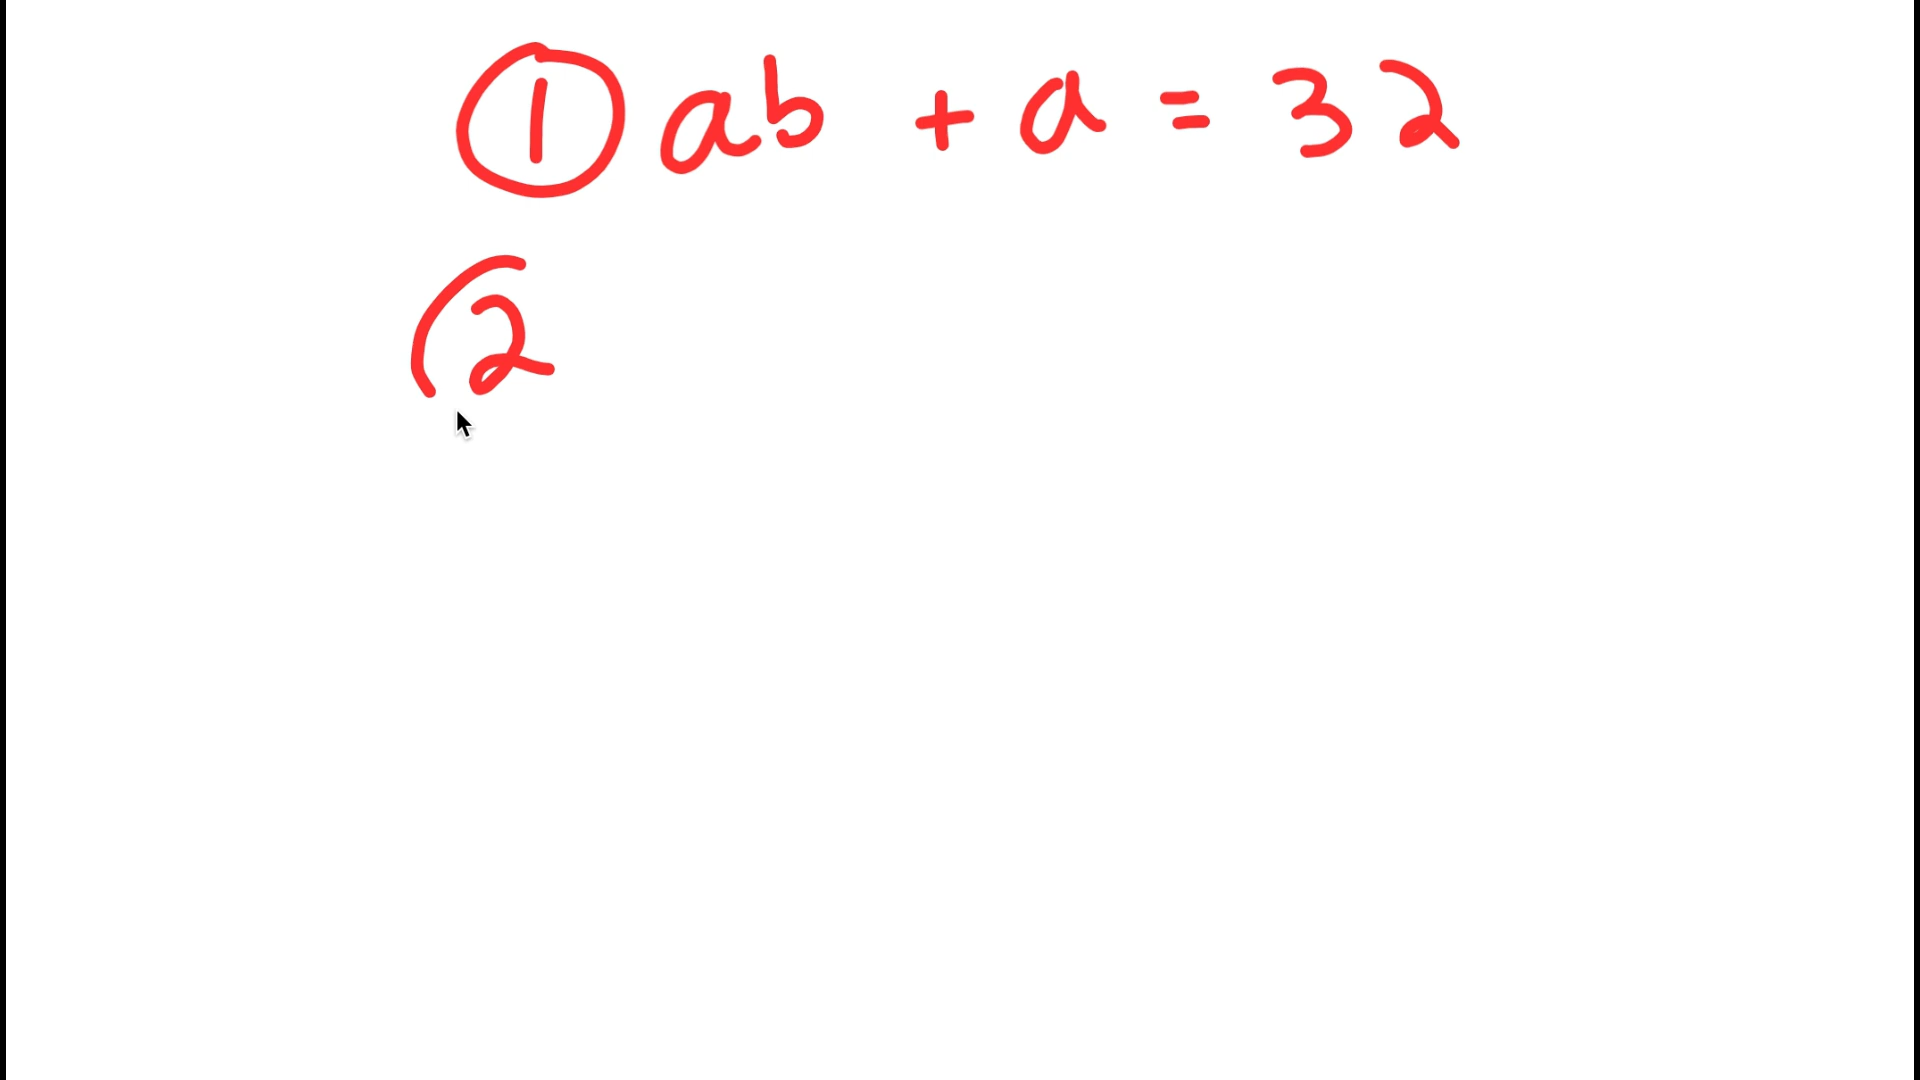 ① ab + a = 32
(2